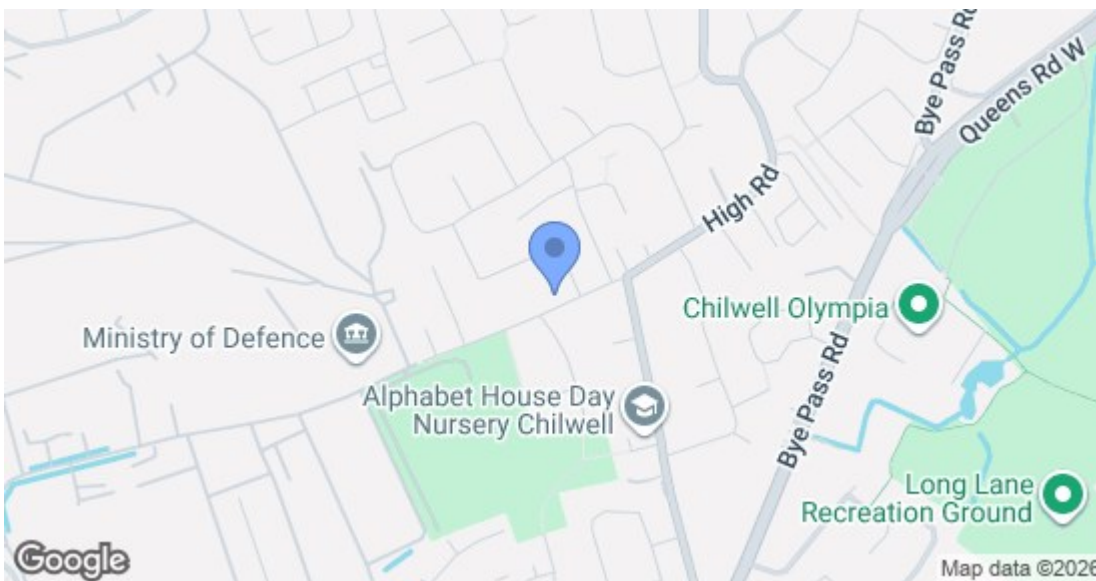 Bye Pass Rd
Queens Rd W
High Rd
Chilwell Olympia
Ministry of Defence
Bye Pass Rd
Alphabet House Day
Nursery Chilwell
Long Lane
Recreation Ground
Google
Map data ©2026